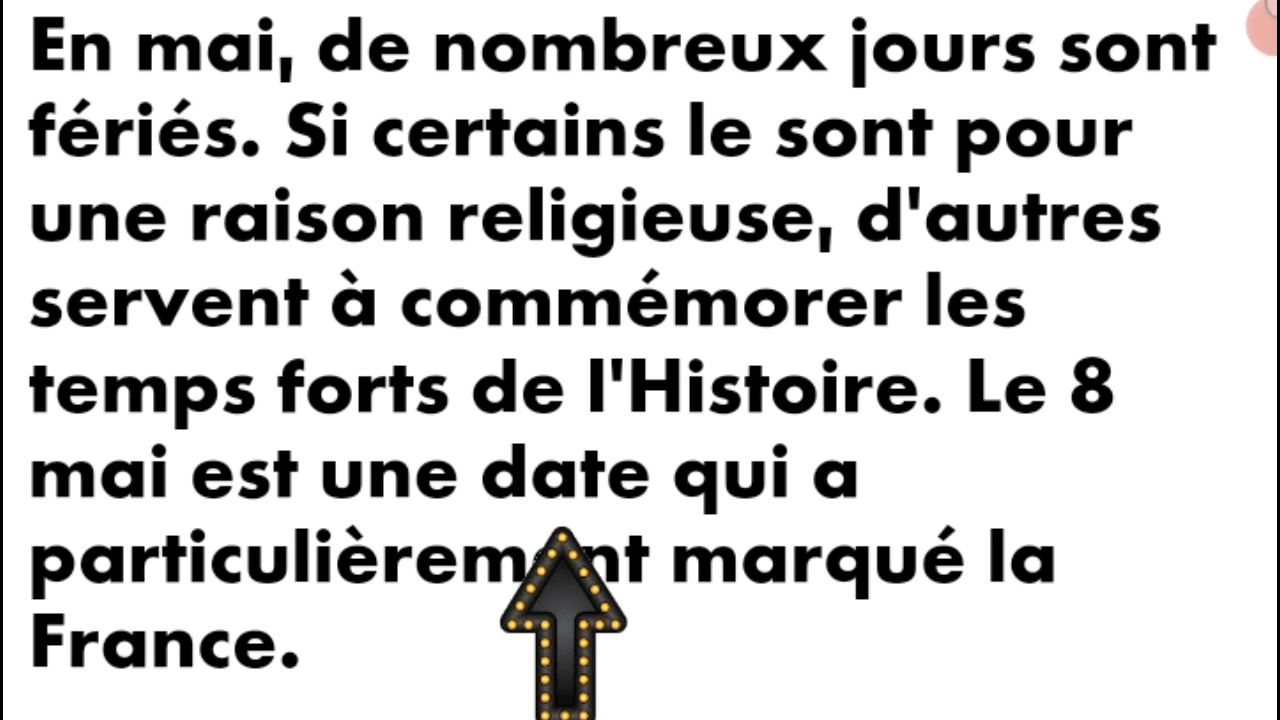 En mai, de nombreux jours sont
fériés. Si certains le sont pour
une raison religieuse, d'autres
servent à commémorer les
temps forts de l'Histoire. Le 8
mai est une date qui a
particulièrement marqué la
France.